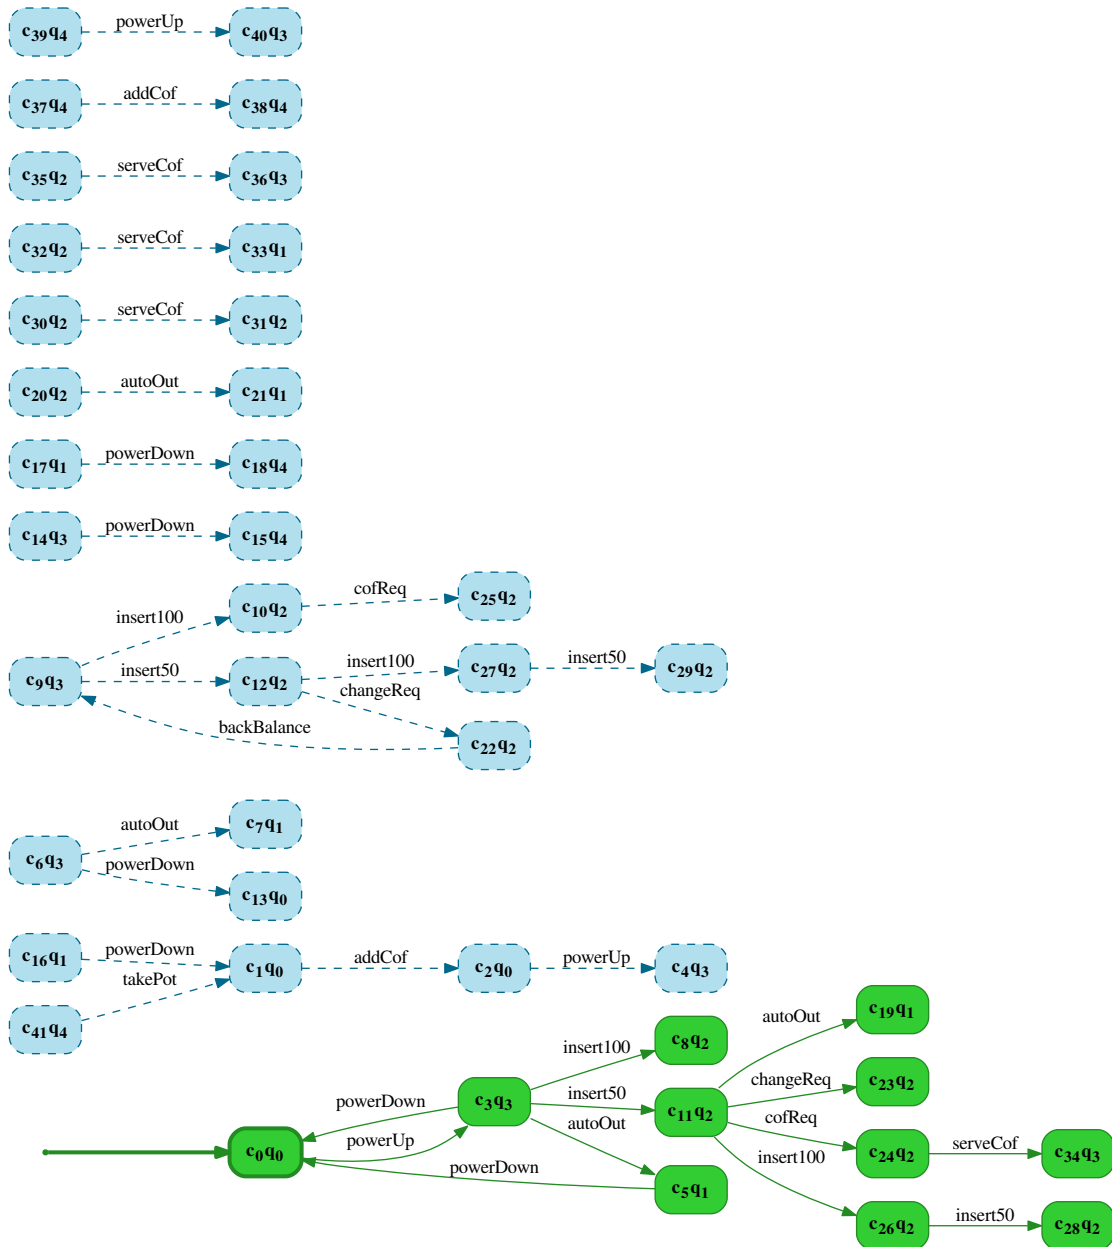 c39q4 powerUp c40q3
c37q4 addCof c38q4
c35q2 serveCof c36q3
c32q2 serveCof c33q1
c30q2 serveCof c31q2
c20q2 autoOut c21q1
c17q1 powerDown c18q4
c14q3 powerDown c15q4
insert100 c10q2 cofReq c25q2
c9q3 insert50 c12q2 insert100 c27q2 insert50 c29q2
changeReq
backBalance c22q2
autoOut c7q1
c6q3
powerDown c13q0
c16q1 powerDown c1q0 addCof c2q0 powerUp c4q3
takePot
c41q4
autoOut c19q1
insert100 c8q2
changeReq c23q2
powerDown c3q3 insert50 c11q2
cofReq
autoOut
c0q0 powerUp c24q2 serveCof c34q3
insert100
powerDown c5q1
c26q2 insert50 c28q2